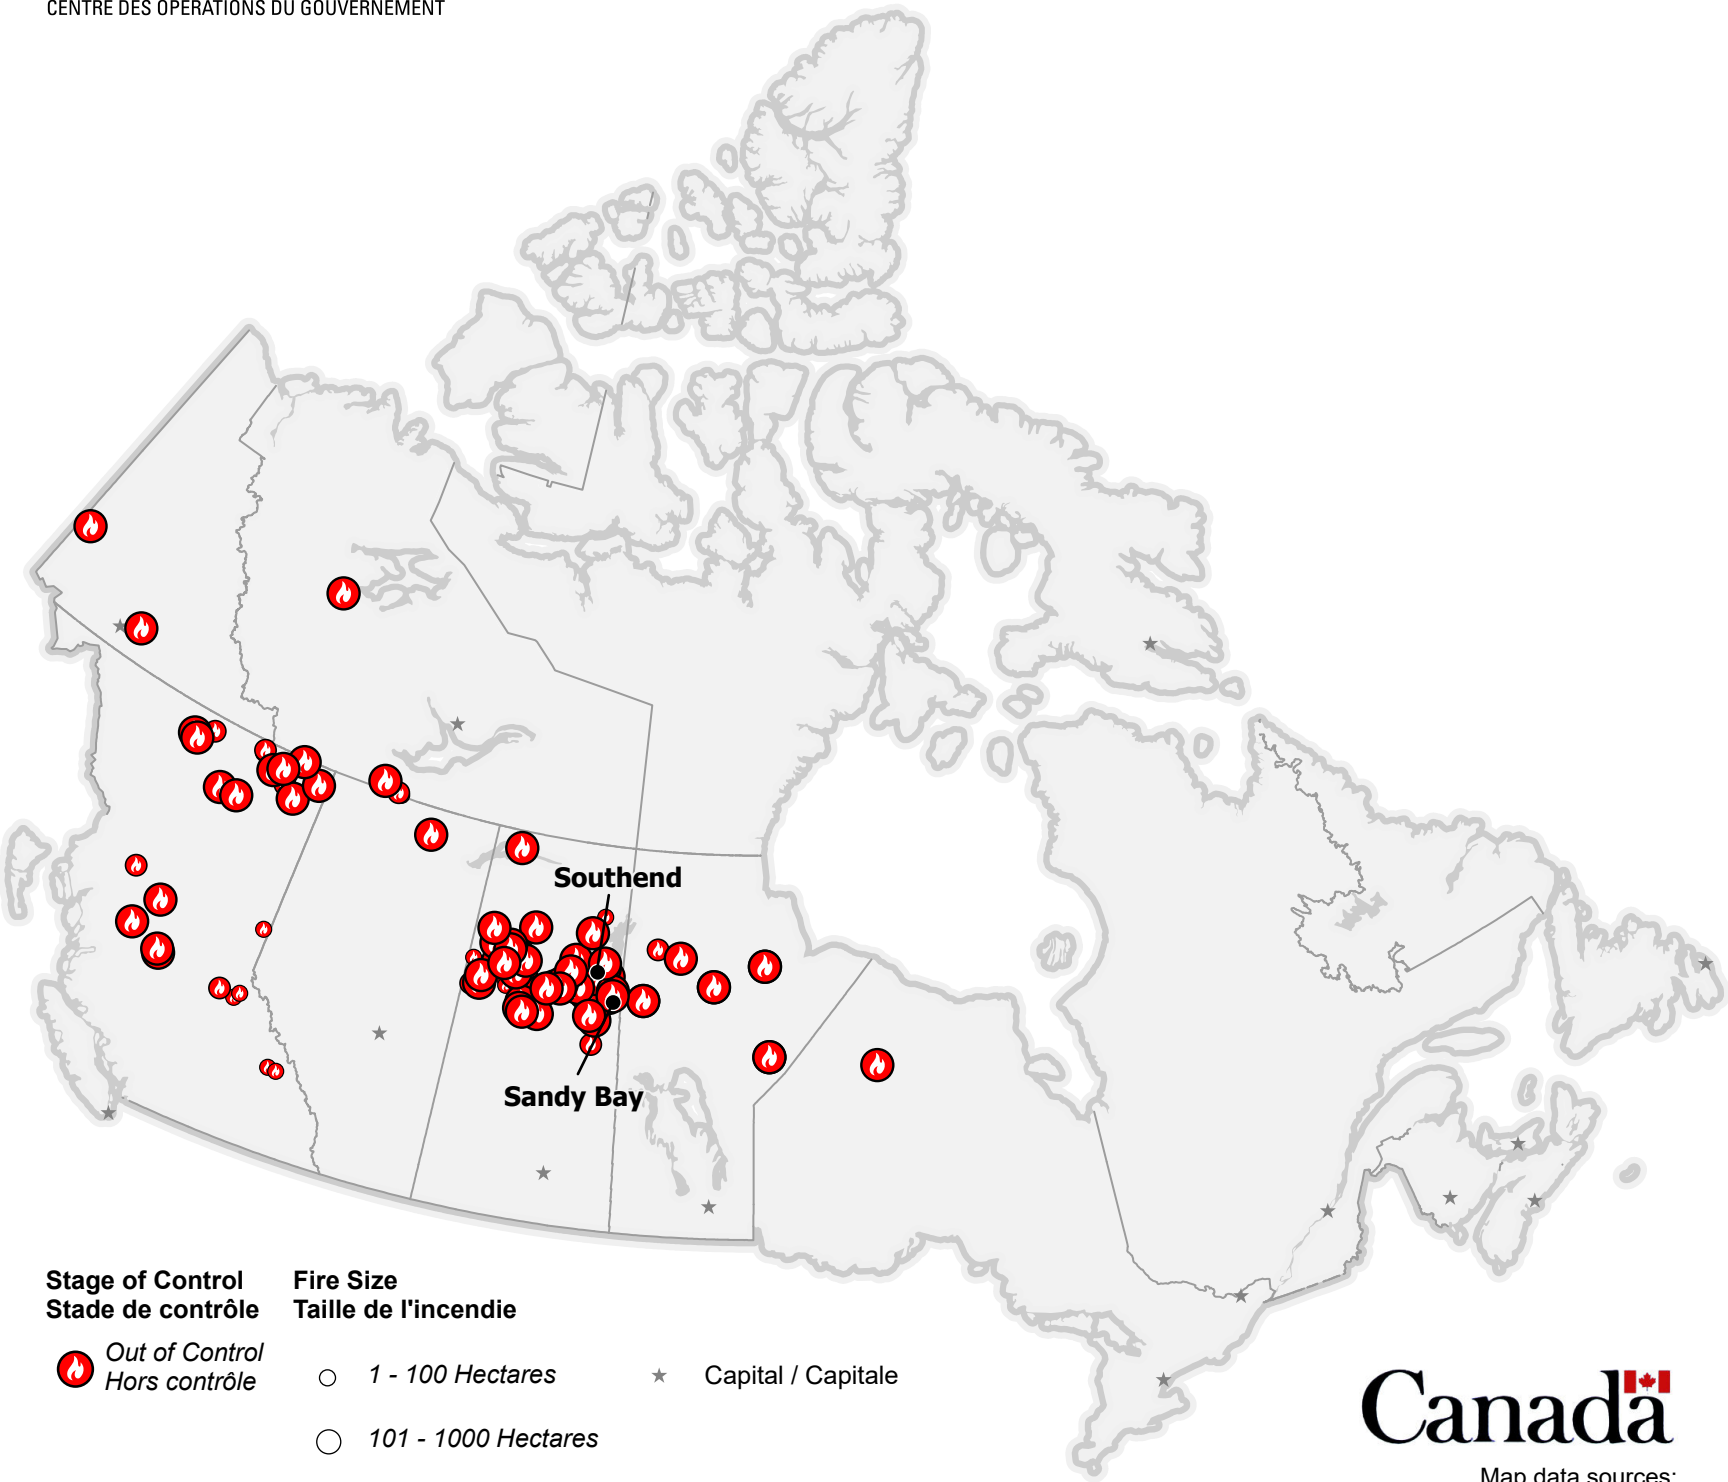 CENTRE DES OPÉRATIONS DU GOUVERNEMENT
Southend
Sandy Bay
Stage of Control
Stade de contrôle
Out of Control
Hors contrôle
Fire Size
Taille de l'incendie
1 - 100 Hectares
101 - 1000 Hectares
Capital / Capitale
Canada
Map data sources: